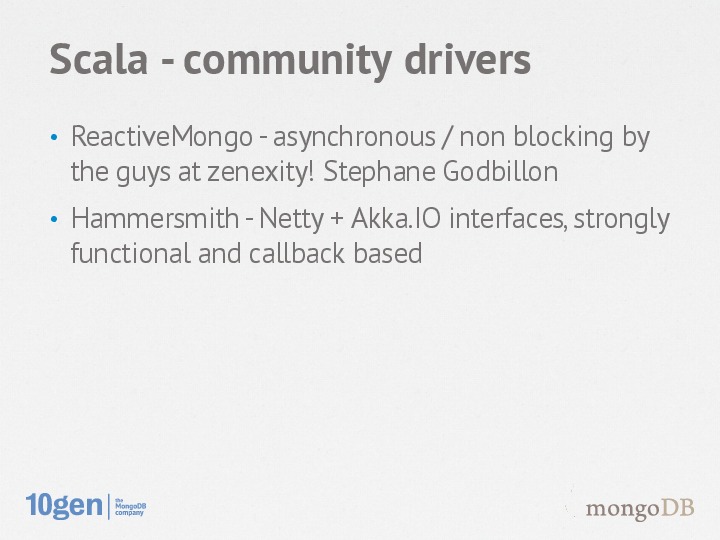 Scala - community drivers
• ReactiveMongo - asynchronous / non blocking by
the guys at zenexity! Stephane Godbillon
• Hammersmith - Netty + Akka.IO interfaces, strongly
functional and callback based
10gen
the
MongoDB
company
mongoDB